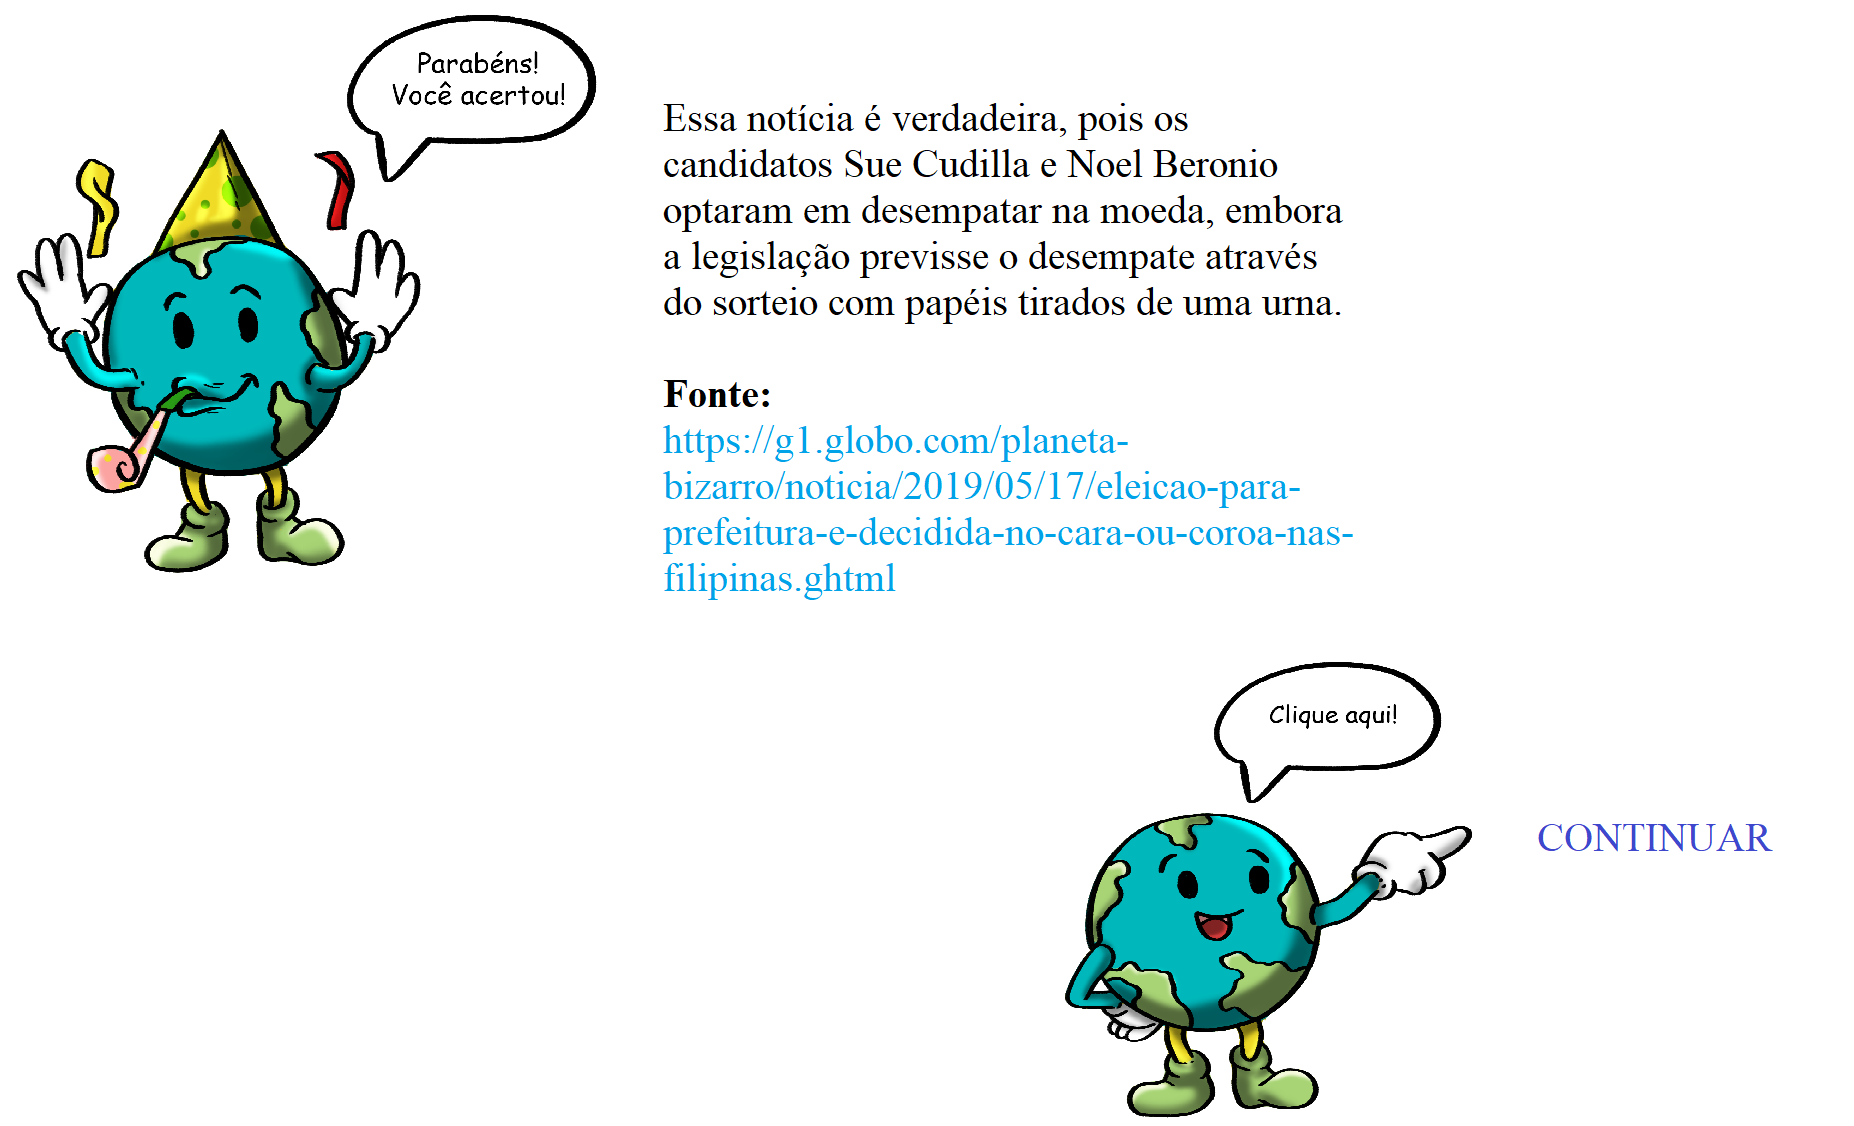 Parabéns!
Você acertou!
Essa notícia é verdadeira, pois os
candidatos Sue Cudilla e Noel Beronio
optaram em desempatar na moeda, embora
a legislação previsse o desempate através
do sorteio com papéis tirados de uma urna.
Fonte:
https://g1.globo.com/planeta-
bizarro/noticia/2019/05/17/eleicao-para-
prefeitura-e-decidida-no-cara-ou-coroa-nas-
filipinas.ghtml
Clique aqui!
CONTINUAR